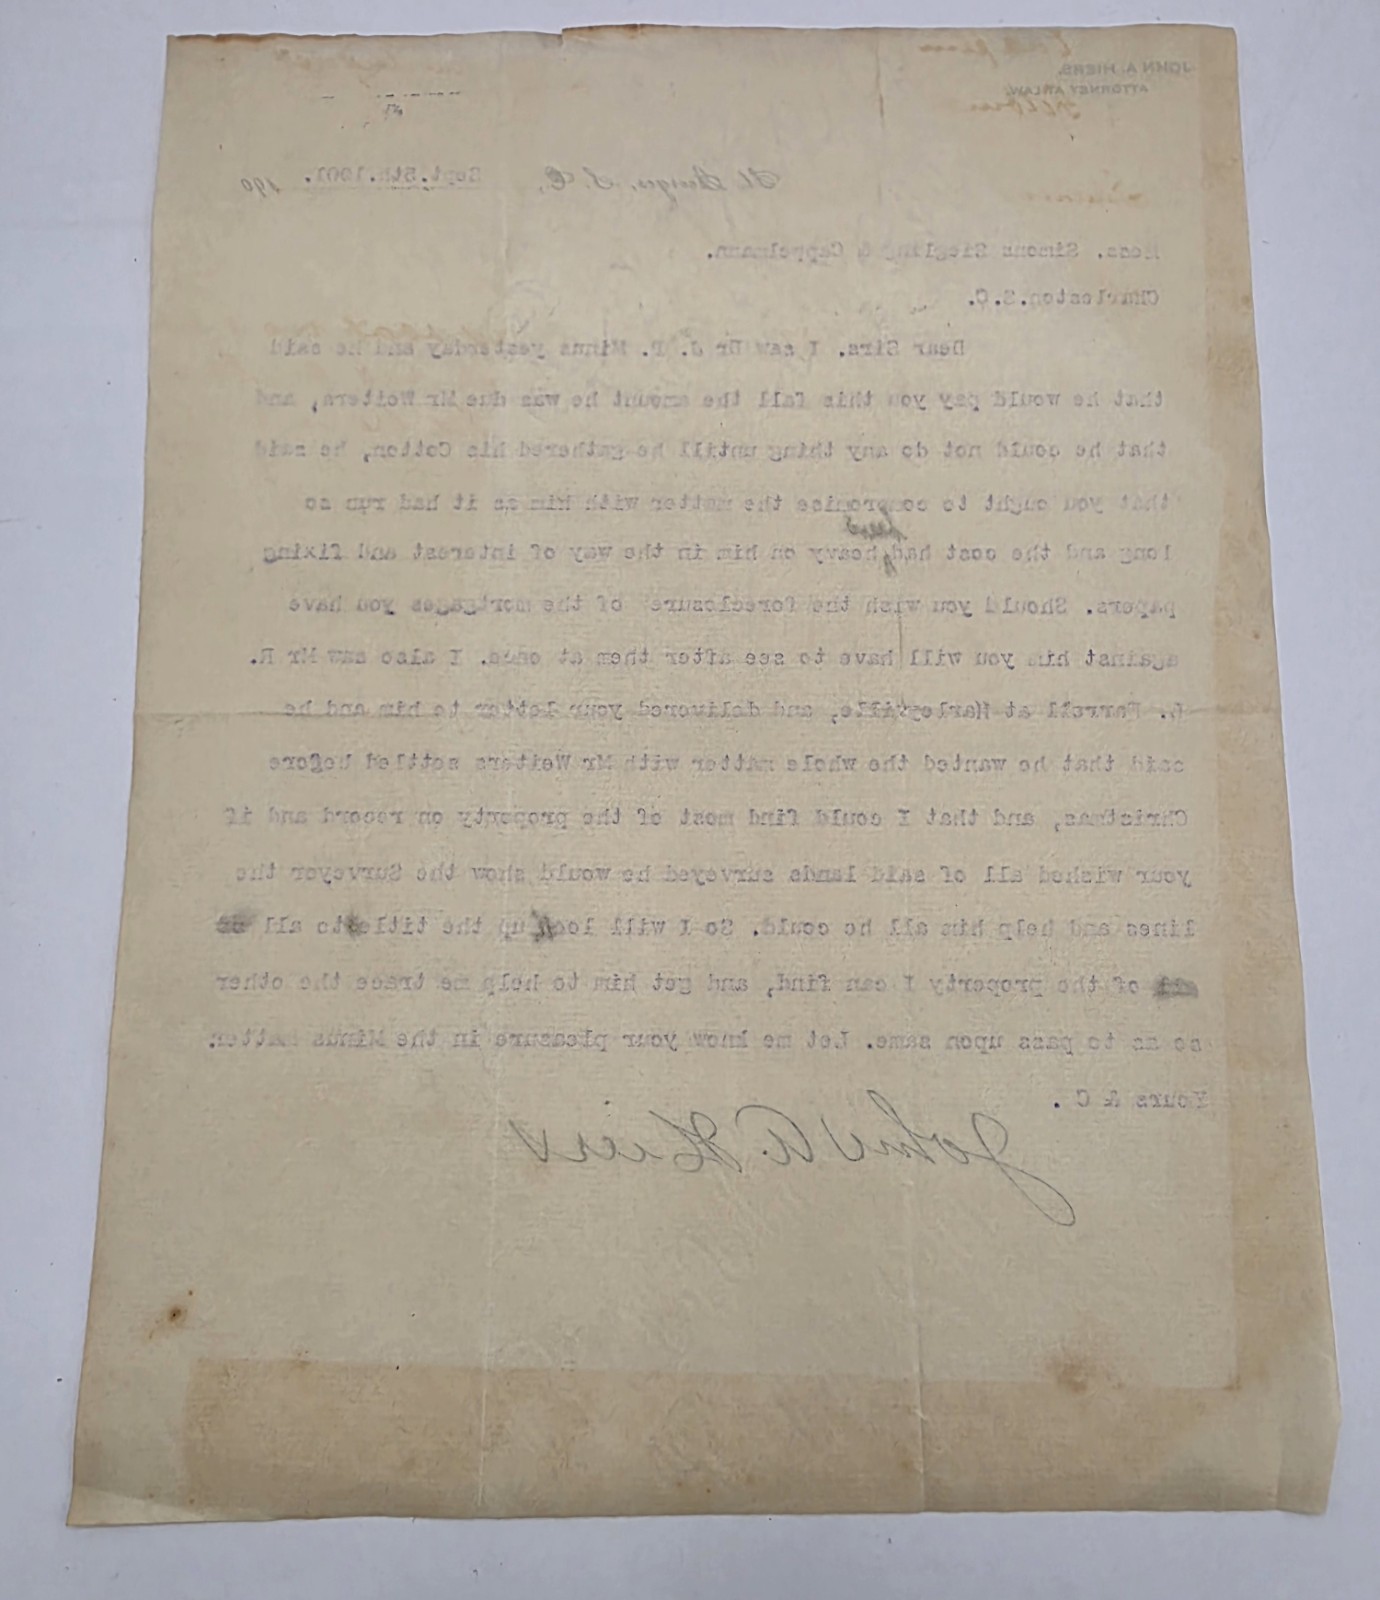 JOHN A. HIERS,
ATTORNEY AT LAW,
St. George, S. C., Sept. 5th. 1901. 190
Mess. Simons Siegling & Cappelmann.
Charleston.S.C.
Dear Sirs. I saw Dr J. P. Minus yesterday and he said
that he would pay you this fall the amount he was due Mr Weiters, and
that he could not do any thing untill he gathered his Cotton, he said
that you ought to compromise the matter with him as it had run so
long and the cost had been heavy on him in the way of interest and fixing
papers. Should you wish the foreclosure of the mortgages you have
against him you will have to see after them at once. I also saw Mr R.
Ferrell at Harleyville, and delivered your letter to him and he
said that he wanted the whole matter with Mr Weiters settled before
Christmas, and that I could find most of the property on record and if
your wished all of said lands surveyed he would show the Surveyor the
lines and help him all he could. So I will look up the titles to all
of the property I can find, and get him to help me trace the other
so as to pass upon same. Let me know your pleasure in the Minus matter.
Yours & C .
John A. Hiers